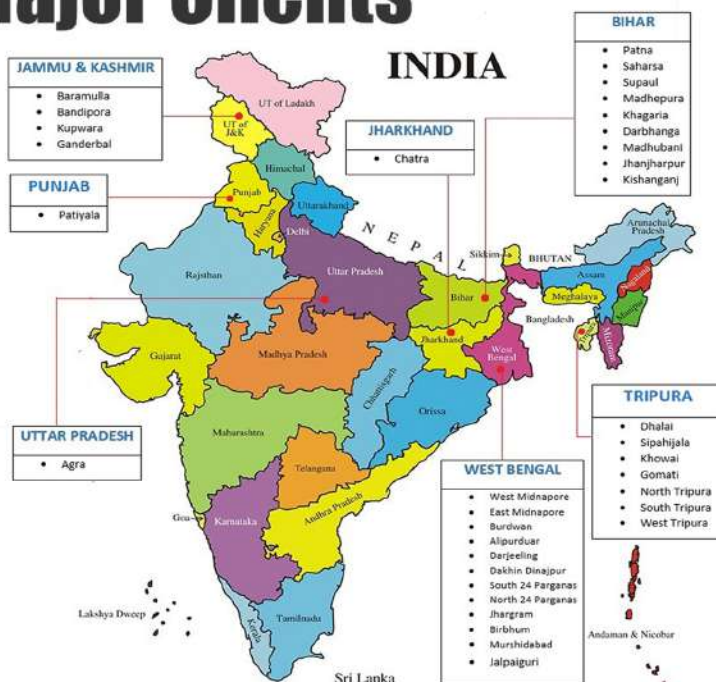 Major Clients
INDIA
JAMMU & KASHMIR
Baramulla
Bandipora
Kupwara
Ganderbal
PUNJAB
Patiyala
JHARKHAND
Chatra
BIHAR
Patna
Saharsa
Supaul
Madhepura
Khagaria
Darbhanga
Madhubani
Jhanjharpur
Kishanganj
UT of Ladakh
UT of
J&K
Himachal
Punjab
Uttarakhand
Haryana
Delhi
NEPAL
Rajsthan
Uttar Pradesh
Sikkim
BHUTAN
Arunachal
Pradesh
Assam
Nagaland
Meghalaya
Manipur
Bihar
Bangladesh
Mizoram
Jharkhand
West
Bengal
Gujarat
Madhya Pradesh
Chhattisgarh
Orissa
Maharashtra
Telangana
Andhra Pradesh
Goa
Karnataka
Kerala
Tamilnadu
Lakshya Dweep
Sri Lapka
Andaman & Nicobar
UTTAR PRADESH
Agra
WEST BENGAL
West Midnapore
East Midnapore
Burdwan
Alipurduar
Darjeeling
Dakhin Dinajpur
South 24 Parganas
North 24 Parganas
Jhargram
Birbhum
Murshidabad
Jalpaiguri
TRIPURA
Dhalai
Sipahijala
Khowai
Gomati
North Tripura
South Tripura
West Tripura